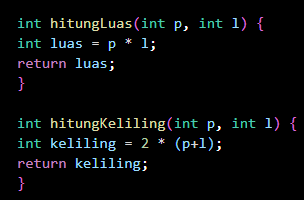 int hitungLuas(int p, int l) {
int luas = p * l;
return luas;
}
int hitungKeliling(int p, int l) {
int keliling = 2 * (p+l);
return keliling;
}